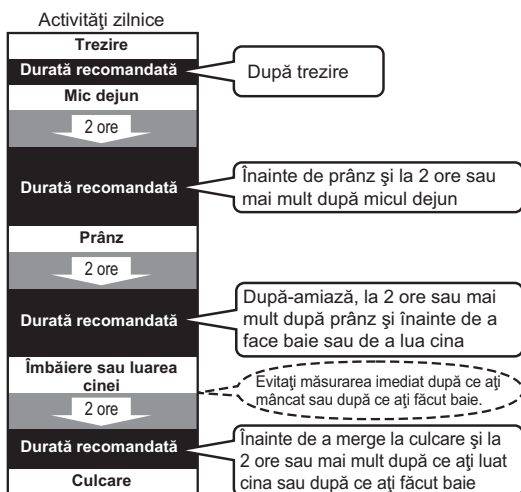 Activităţi zilnice
Trezire
Durată recomandată
După trezire
Mic dejun
2 ore
Durată recomandată
Înainte de prânz şi la 2 ore sau
mai mult după micul dejun
Prânz
2 ore
Durată recomandată
După-amiază, la 2 ore sau mai
mult după prânz şi înainte de a
face baie sau de a lua cina
Îmbăiere sau luarea
cinei
Evitaţi măsurarea imediat după ce aţi
mâncat sau după ce aţi făcut baie.
2 ore
Durată recomandată
Înainte de a merge la culcare şi la
2 ore sau mai mult după ce aţi luat
cina sau după ce aţi făcut baie
Culcare